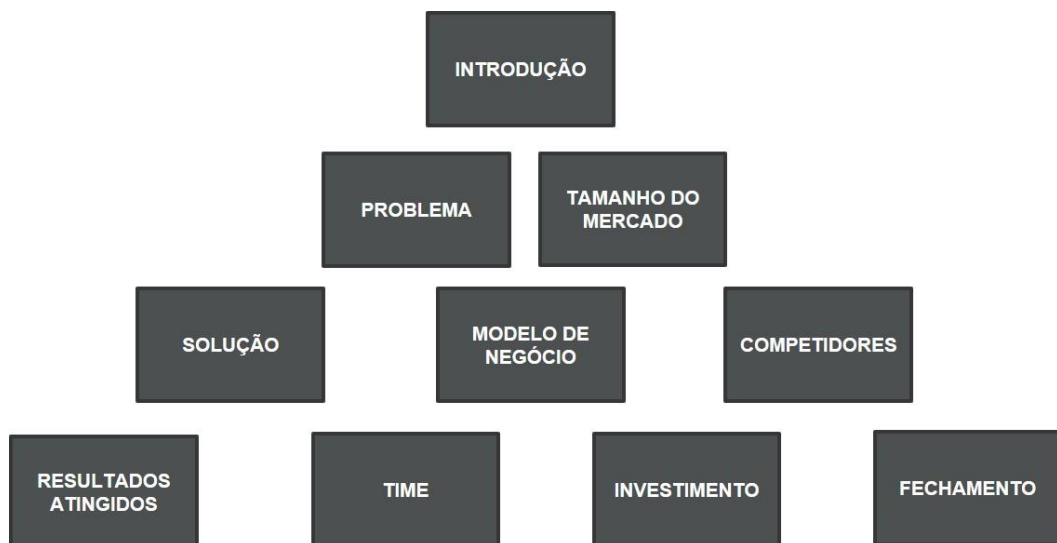 INTRODUÇÃO
PROBLEMA
TAMANHO DO
MERCADO
SOLUÇÃO
MODELO DE
NEGÓCIO
COMPETIDORES
RESULTADOS
ATINGIDOS
TIME
INVESTIMENTO
FECHAMENTO